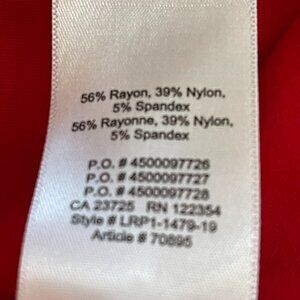 56% Rayon, 39% Nylon,
5% Spandex
56% Rayonne, 39% Nylon,
5% Spandex
P.O. # 4500097726
P.O. # 4500097727
P.O. # 4500097728
CA 23725 RN 122354
Style # LRP1-1479-19
Article # 70895